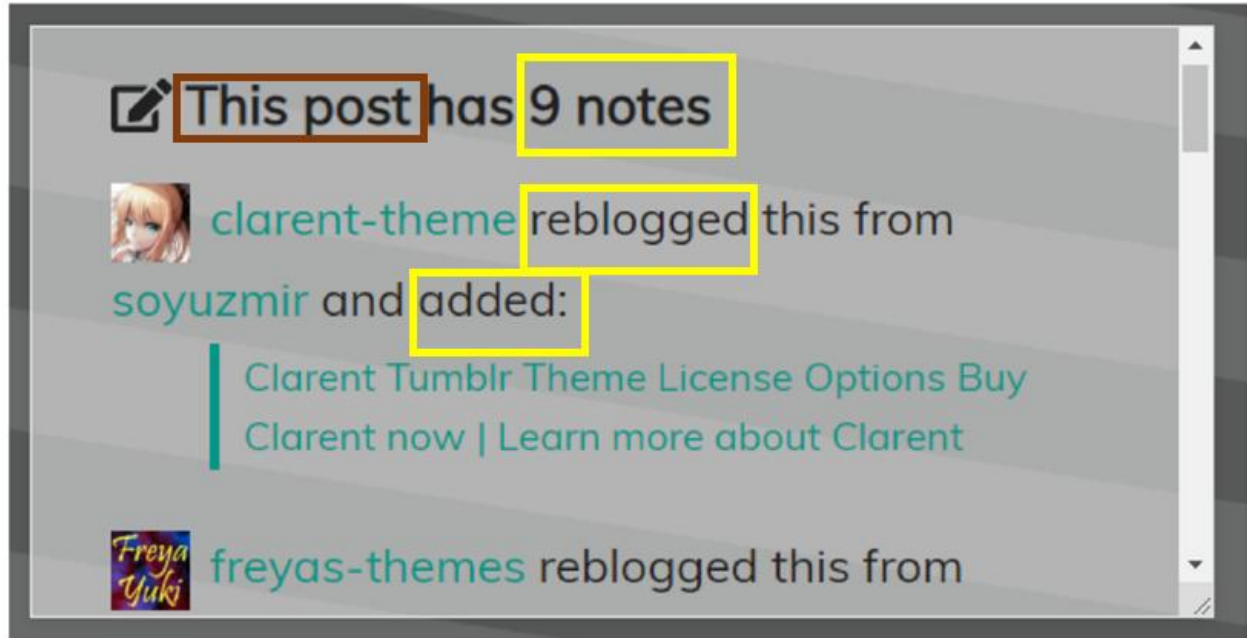 This post has 9 notes
clarent-theme reblogged this from
soyuzmir and added:
Clarent Tumblr Theme License Options Buy
Clarent now | Learn more about Clarent
Freya
Yuki
freyas-themes reblogged this from